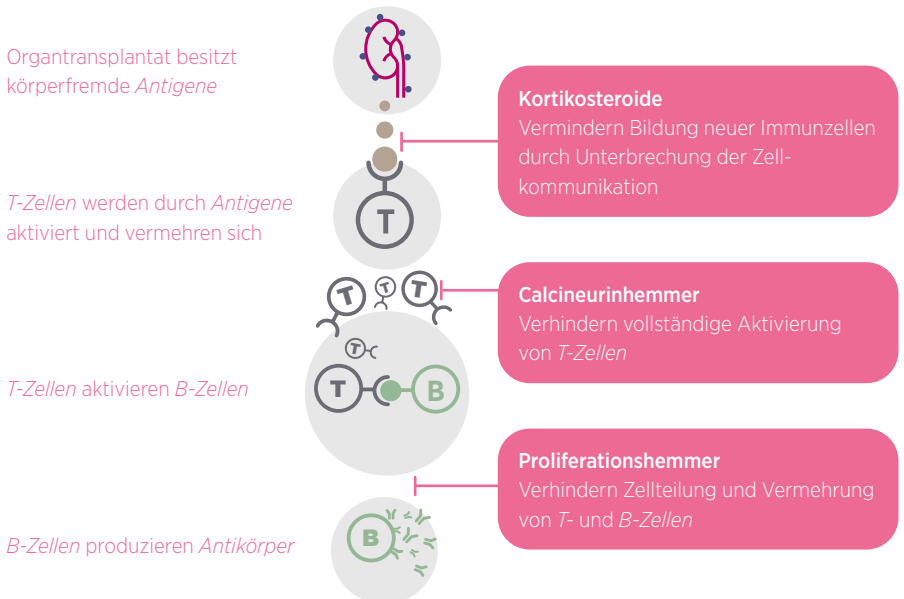 Organtransplantat besitzt
körperfremde Antigene
Kortikosteroide
Vermindern Bildung neuer Immunzellen
durch Unterbrechung der Zell-
kommunikation
T-Zellen werden durch Antigene
aktiviert und vermehren sich
T
T
T
T
Calcineurinhemmer
Verhindern vollständige Aktivierung
von T-Zellen
T
T-Zellen aktivieren B-Zellen
T
B
Proliferationshemmer
Verhindern Zellteilung und Vermehrung
von T- und B-Zellen
B-Zellen produzieren Antikörper
B